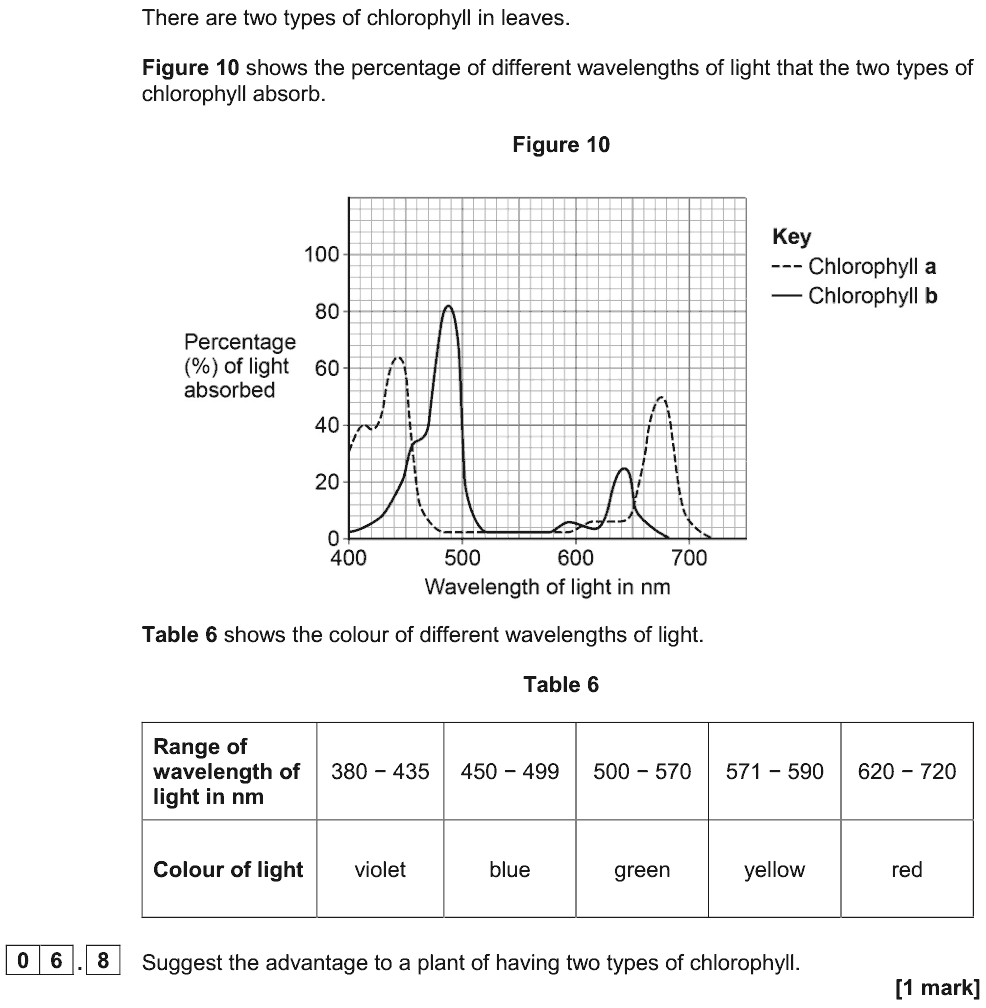 There are two types of chlorophyll in leaves.
Figure 10 shows the percentage of different wavelengths of light that the two types of
chlorophyll absorb.
Figure 10
Key
Chlorophyll a
Chlorophyll b
Percentage
(%) of light
absorbed
100
80
60
40
20
0
400 500 600 700
Wavelength of light in nm
Table 6 shows the colour of different wavelengths of light.
Table 6
Range of
wavelength of
light in nm
380 – 435 450 – 499 500 – 570 571 – 590 620 – 720
Colour of light violet blue green yellow red
0 6 . 8 Suggest the advantage to a plant of having two types of chlorophyll.
[1 mark]